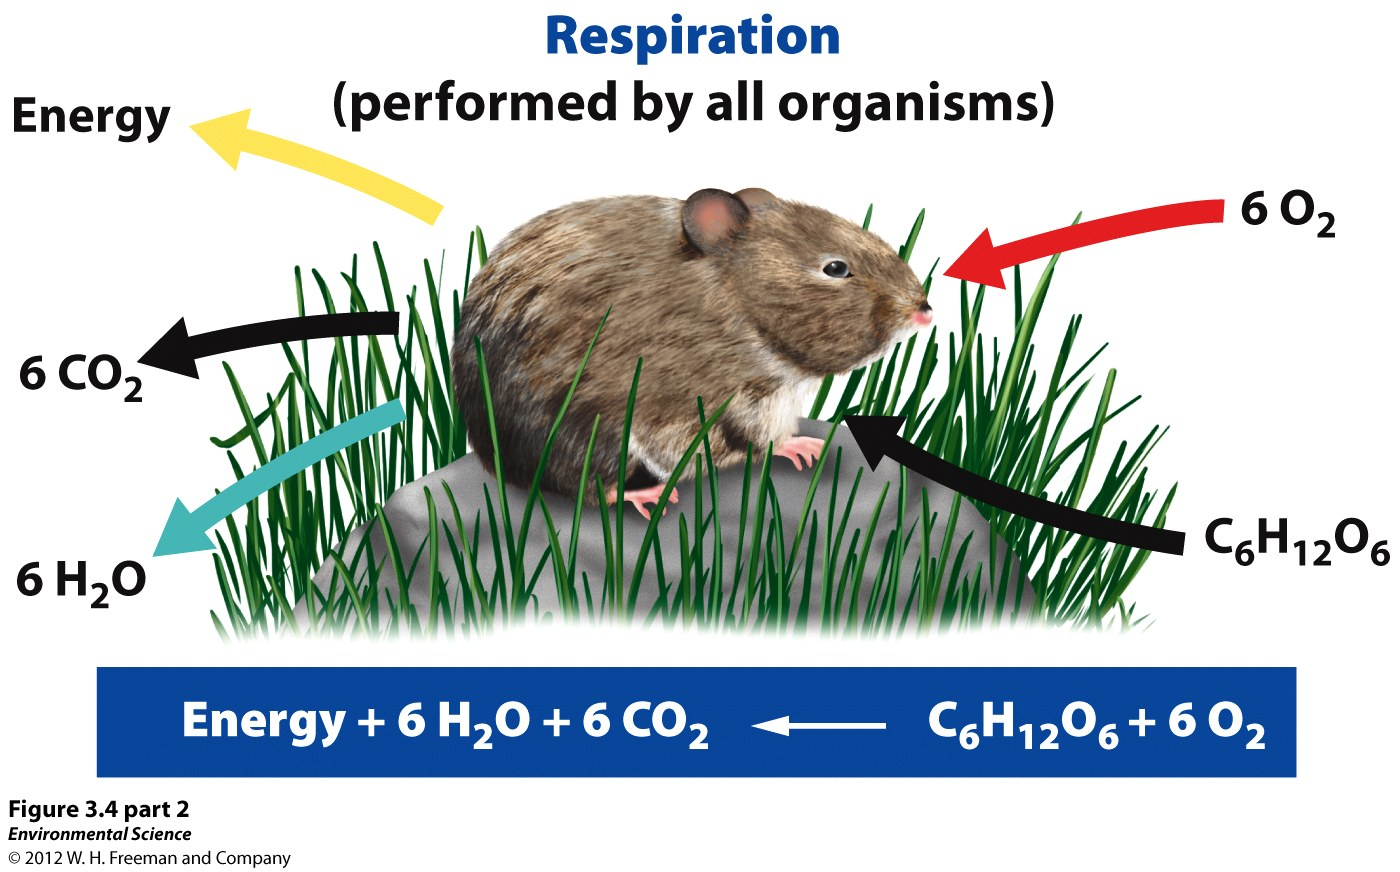 Respiration
(performed by all organisms)
Energy
6 O₂
6 CO₂
C₆H₁₂O₆
6 H₂O
Energy + 6 H₂O + 6 CO₂ ← C₆H₁₂O₆ + 6 O₂
Figure 3.4 part 2
Environmental Science
© 2012 W. H. Freeman and Company